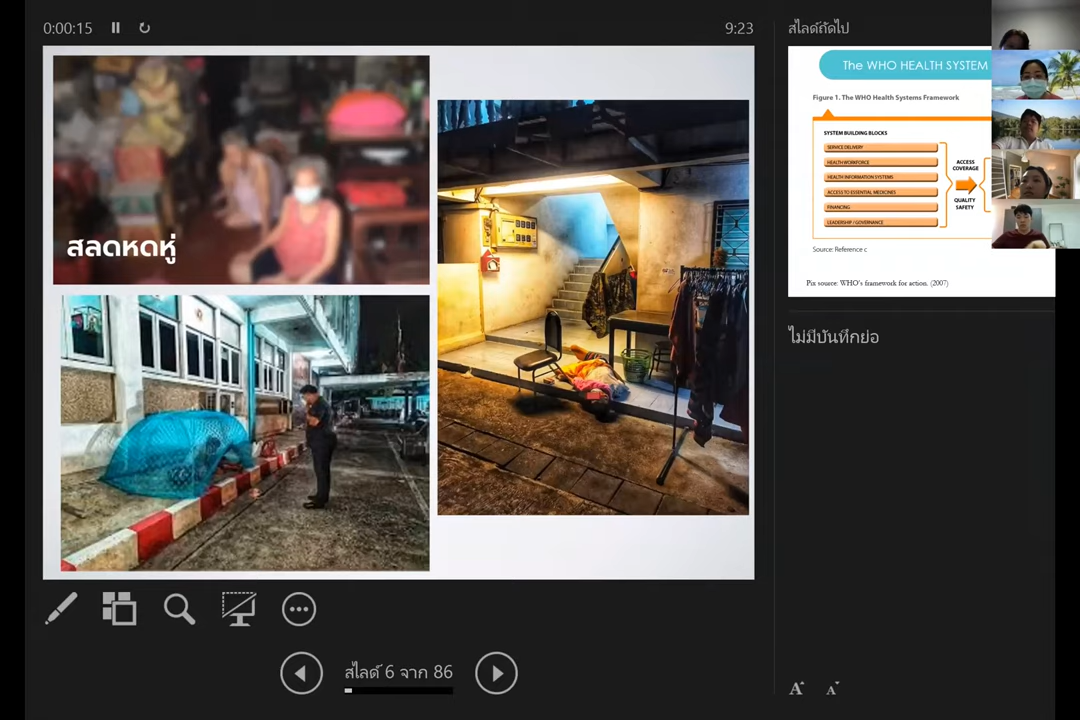 0:00:15
9:23
สลดหดหู่
สไลด์ 6 จาก 86
สไลด์ถัดไป
The WHO HEALTH SYSTEM
Figure 1. The WHO Health Systems Framework
SYSTEM BUILDING BLOCKS
SERVICE DELIVERY
HEALTH WORKFORCE
HEALTH INFORMATION SYSTEMS
ACCESS TO ESSENTIAL MEDICINES
FINANCING
LEADERSHIP / GOVERNANCE
ACCESS
COVERAGE
QUALITY
SAFETY
Source: Reference c
Pix source: WHO's framework for action. (2007)
ไม่มีบันทึกย่อ
A A